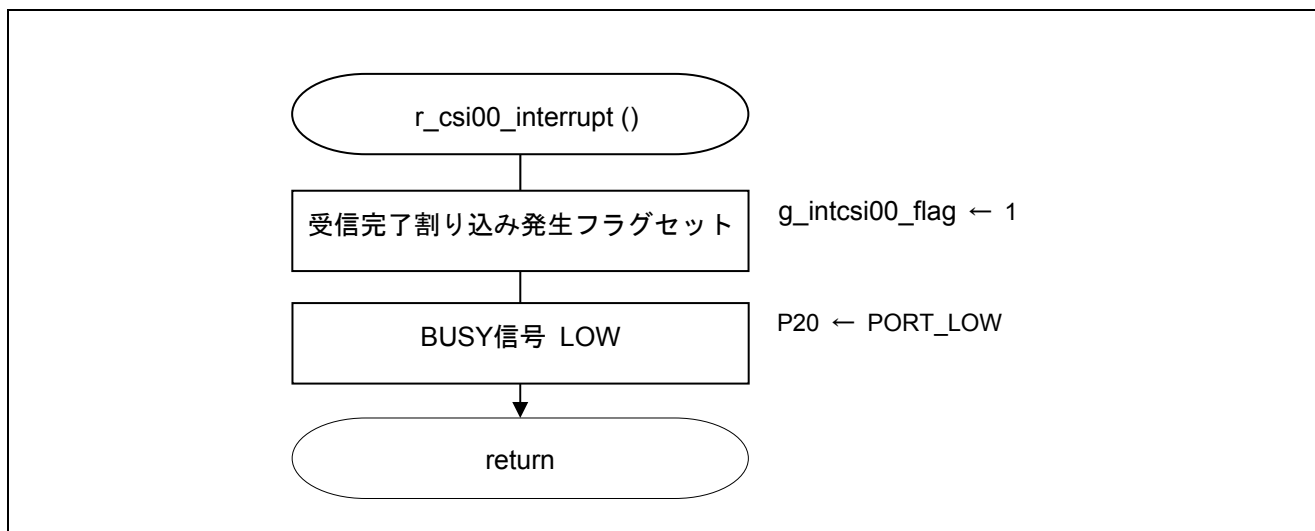 r_csi00_interrupt ()
受信完了割り込み発生フラグセット
g_intcsi00_flag ← 1
BUSY信号 LOW
P20 ← PORT_LOW
return